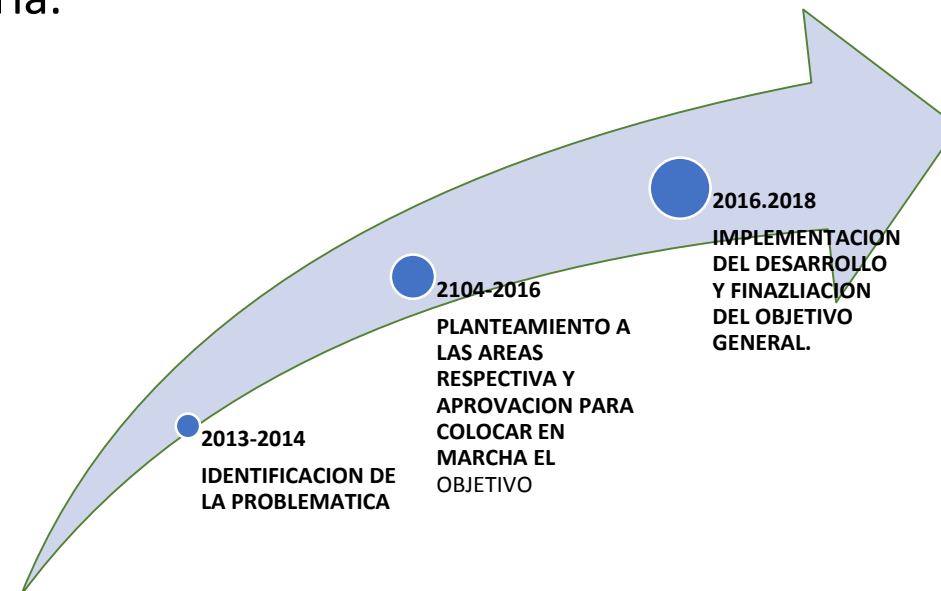 2016.2018
IMPLEMENTACION
DEL DESARROLLO
Y FINAZLIACION
DEL OBJETIVO
GENERAL.
2104-2016
PLANTEAMIENTO A
LAS AREAS
RESPECTIVA Y
APROVACION PARA
COLOCAR EN
MARCHA EL
OBJETIVO
2013-2014
IDENTIFICACION DE
LA PROBLEMATICA